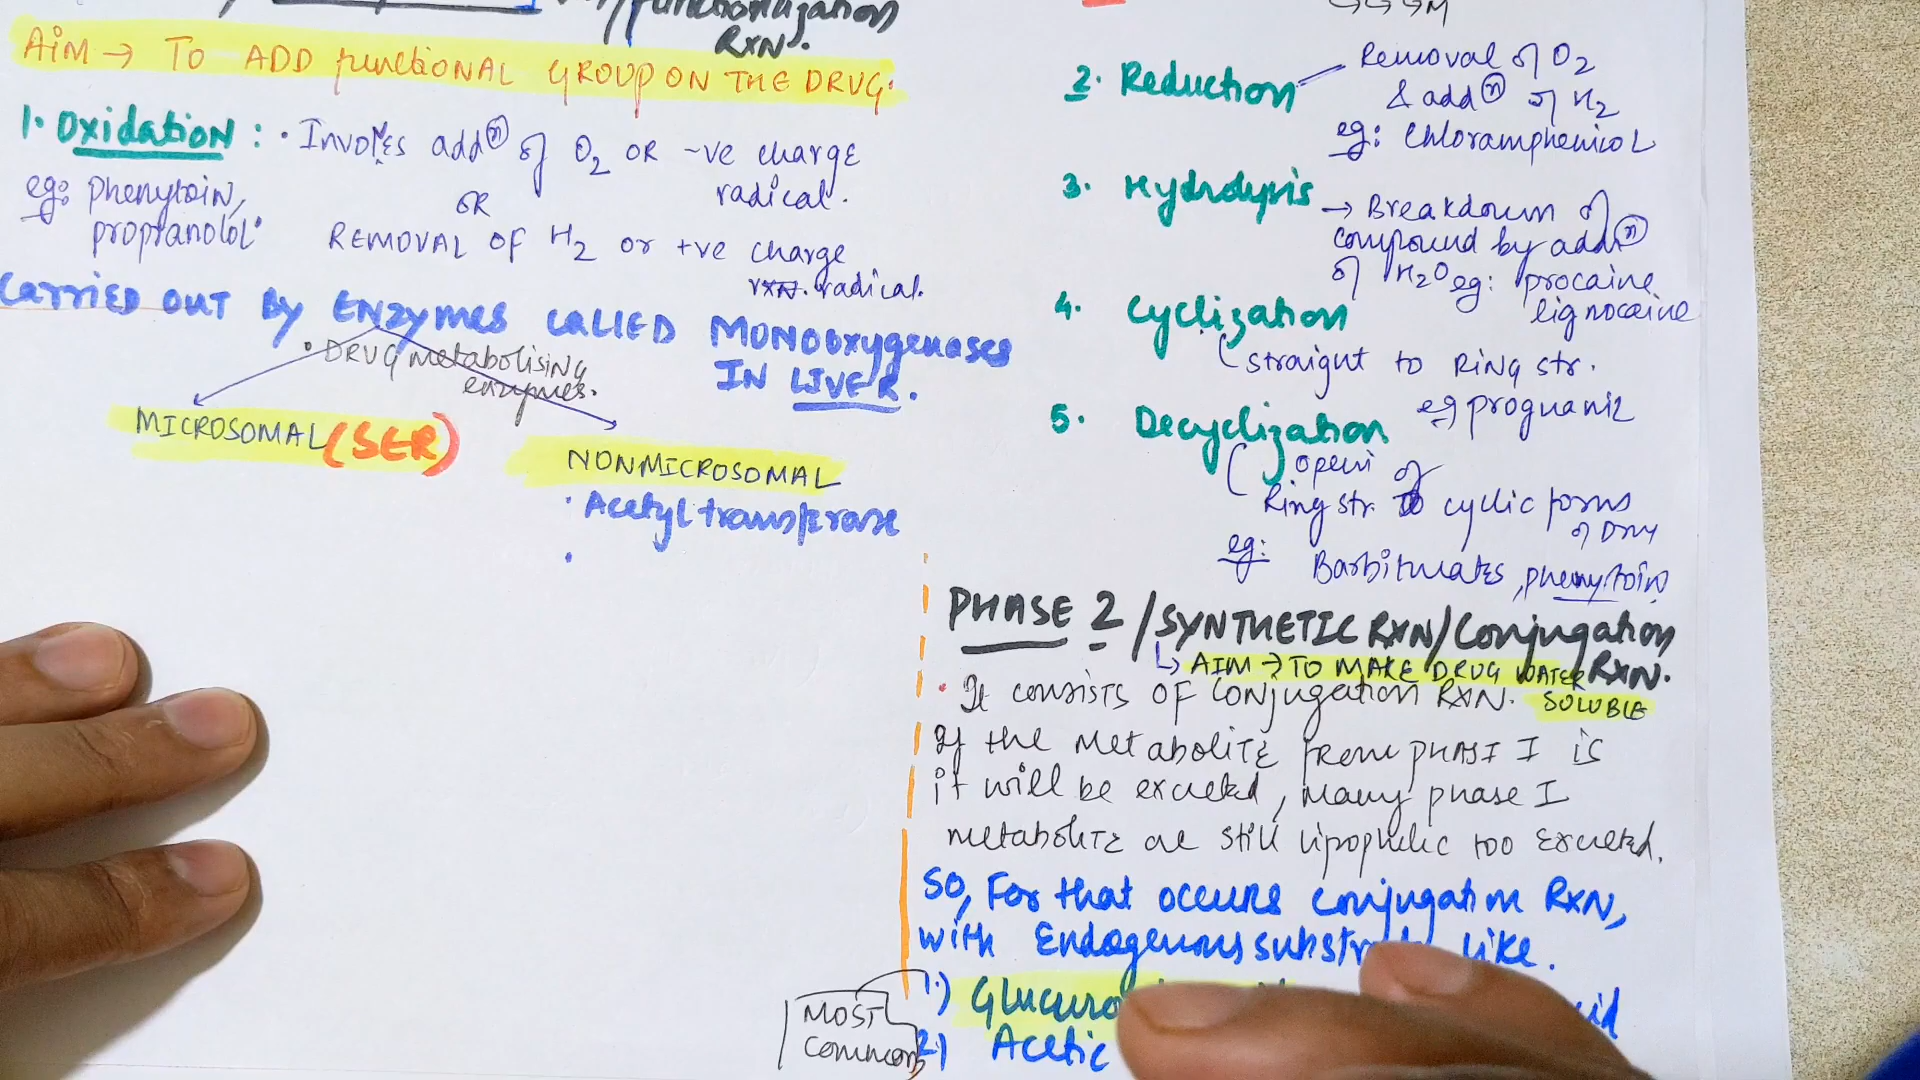 functionlization
RXN.
AIM → TO ADD functIONAL GROUP ON THE DRUG.
1. Oxidation : • Involves add(n) of O2 OR -ve charge
radical.
eg: phenytoin,
propranolol.
OR
REMOVAL OF H2 or +ve charge
radical.
CARRIED OUT By ENzymes CALLED MONOOxygenases
IN LIVER.
• DRUG metabolising
enzymes.
MICROSOMAL (SER)
NONMICROSOMAL
• Acetyl transferase
•
2. Reduction
Removal of O2
& add(n) of H2
eg: chloramphenicol
3. Hydrolysis → Breakdown of
compound by add(n)
of H2O eg: procaine
lignocaine
4. Cyclization
straight to Ring str.
eg proguanil
5. Decyclization
of
Ring str. cyclic forms
of Drug
eg: Barbiturates, phenytoin
PHASE 2 / SYNTHETIC RXN/Conjugation
RXN.
↳ AIM → TO MAKE DRUG WATER
SOLUBLE
• It consists OF conjugation RXN.
If the Metabolite from PHASE I is
it will be excreted, Many phase I
metabolite are still lipophilic too Excreted.
SO, For that occurs conjugation RXN,
with Endogenous like.
1.)
2.) Acetic
MOST
Common